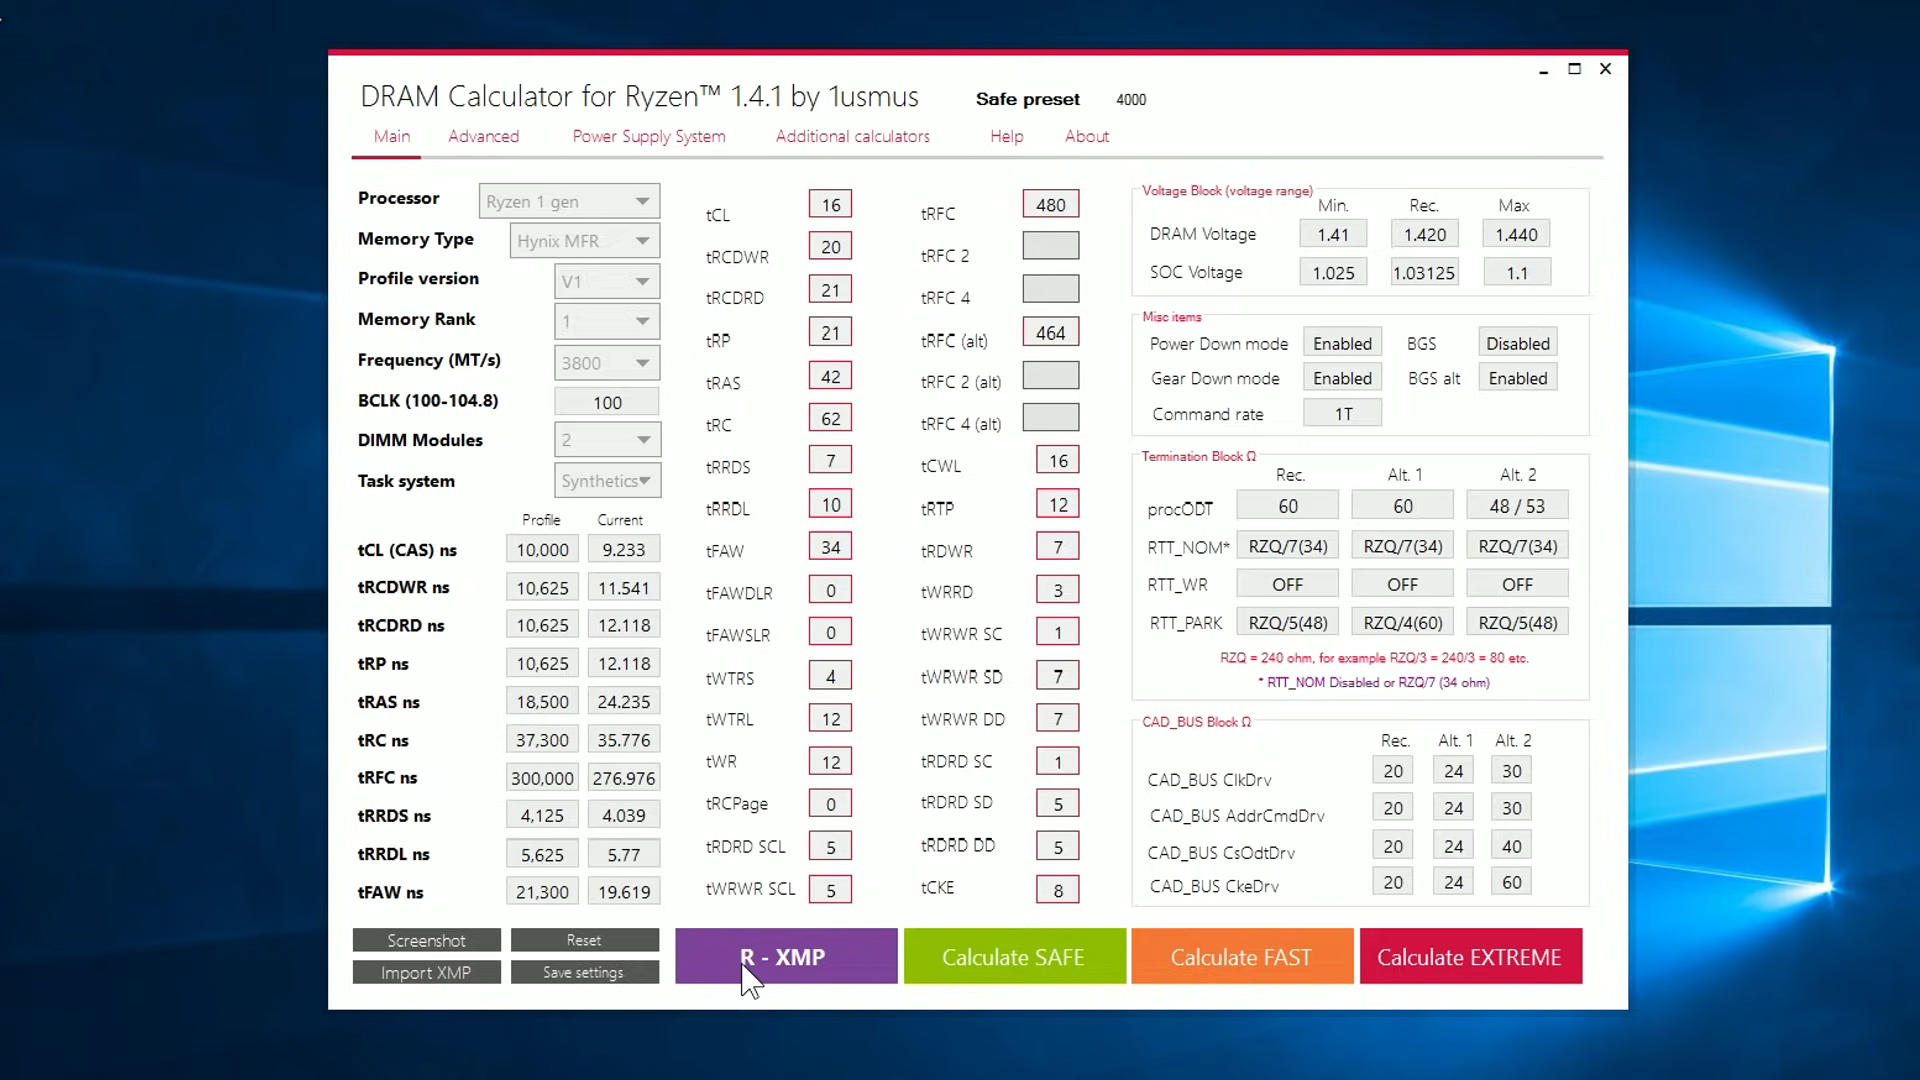 DRAM Calculator for Ryzen™ 1.4.1 by 1usmus Safe preset 4000
Main Advanced Power Supply System Additional calculators Help About
Processor Ryzen 1 gen
Memory Type Hynix MFR
Profile version V1
Memory Rank 1
Frequency (MT/s) 3800
BCLK (100-104.8) 100
DIMM Modules 2
Task system Synthetics
Profile Current
tCL (CAS) ns 10,000 9.233
tRCDWR ns 10,625 11.541
tRCDRD ns 10,625 12.118
tRP ns 10,625 12.118
tRAS ns 18,500 24.235
tRC ns 37,300 35.776
tRFC ns 300,000 276.976
tRRDS ns 4,125 4.039
tRRDL ns 5,625 5.77
tFAW ns 21,300 19.619
tCL 16
tRCDWR 20
tRCDRD 21
tRP 21
tRAS 42
tRC 62
tRRDS 7
tRRDL 10
tFAW 34
tFAWDLR 0
tFAWSLR 0
tWTRS 4
tWTRL 12
tWR 12
tRCPage 0
tRDRD SCL 5
tWRWR SCL 5
tRFC 480
tRFC 2
tRFC 4
tRFC (alt) 464
tRFC 2 (alt)
tRFC 4 (alt)
tCWL 16
tRTP 12
tRDWR 7
tWRRD 3
tWRWR SC 1
tWRWR SD 7
tWRWR DD 7
tRDRD SC 1
tRDRD SD 5
tRDRD DD 5
tCKE 8
Voltage Block (voltage range)
Min. Rec. Max
DRAM Voltage 1.41 1.420 1.440
SOC Voltage 1.025 1.03125 1.1
Misc items
Power Down mode Enabled BGS Disabled
Gear Down mode Enabled BGS alt Enabled
Command rate 1T
Termination Block Ω
Rec. Alt. 1 Alt. 2
procODT 60 60 48 / 53
RTT_NOM* RZQ/7(34) RZQ/7(34) RZQ/7(34)
RTT_WR OFF OFF OFF
RTT_PARK RZQ/5(48) RZQ/4(60) RZQ/5(48)
RZQ = 240 ohm, for example RZQ/3 = 240/3 = 80 etc.
* RTT_NOM Disabled or RZQ/7 (34 ohm)
CAD_BUS Block Ω
Rec. Alt. 1 Alt. 2
CAD_BUS ClkDrv 20 24 30
CAD_BUS AddrCmdDrv 20 24 30
CAD_BUS CsOdtDrv 20 24 40
CAD_BUS CkeDrv 20 24 60
Screenshot Reset
Import XMP Save settings
R - XMP Calculate SAFE Calculate FAST Calculate EXTREME